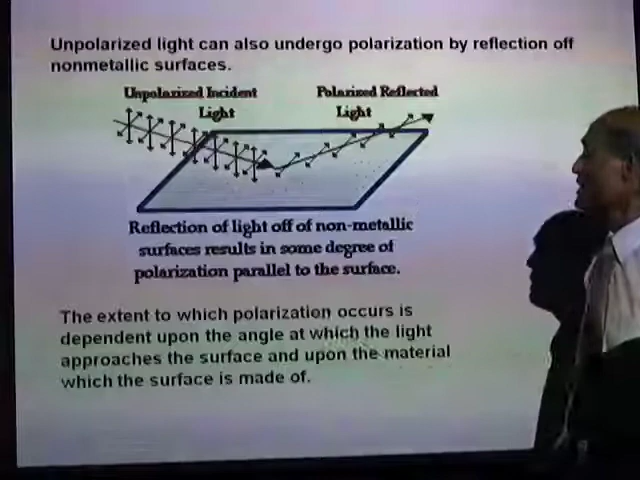 Unpolarized light can also undergo polarization by reflection off
nonmetallic surfaces.
Unpolarized Incident
Light
Polarized Reflected
Light
Reflection of light off of non-metallic
surfaces results in some degree of
polarization parallel to the surface.
The extent to which polarization occurs is
dependent upon the angle at which the light
approaches the surface and upon the material
which the surface is made of.